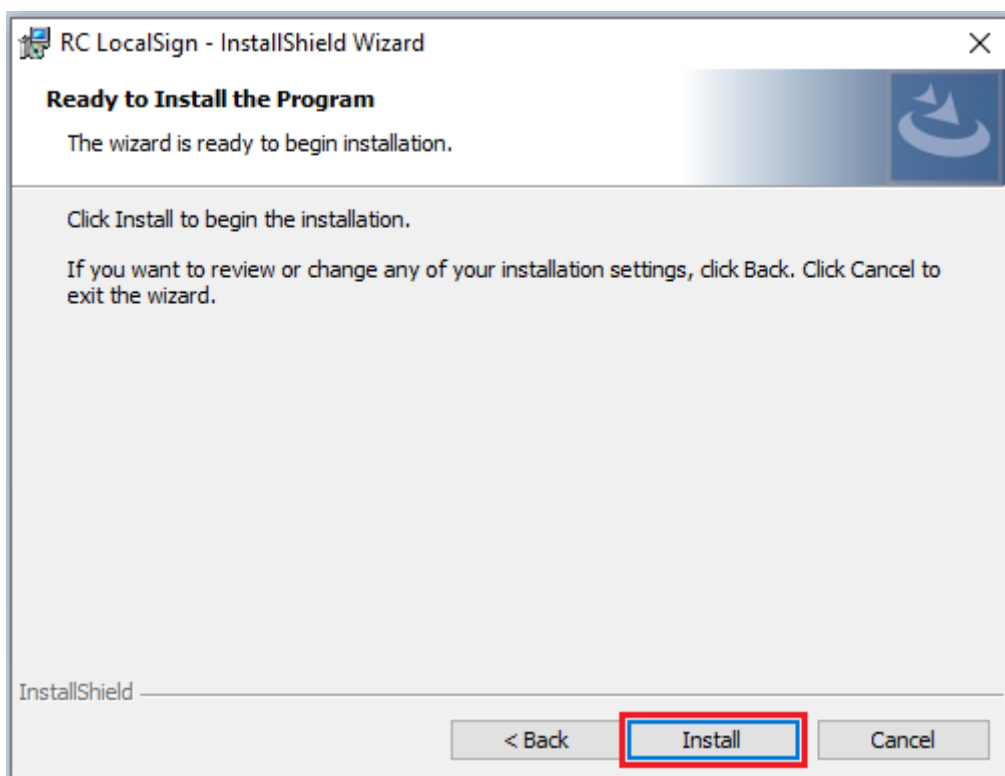 RC LocalSign - InstallShield Wizard
Ready to Install the Program
The wizard is ready to begin installation.
Click Install to begin the installation.
If you want to review or change any of your installation settings, click Back. Click Cancel to
exit the wizard.
InstallShield
< Back Install Cancel